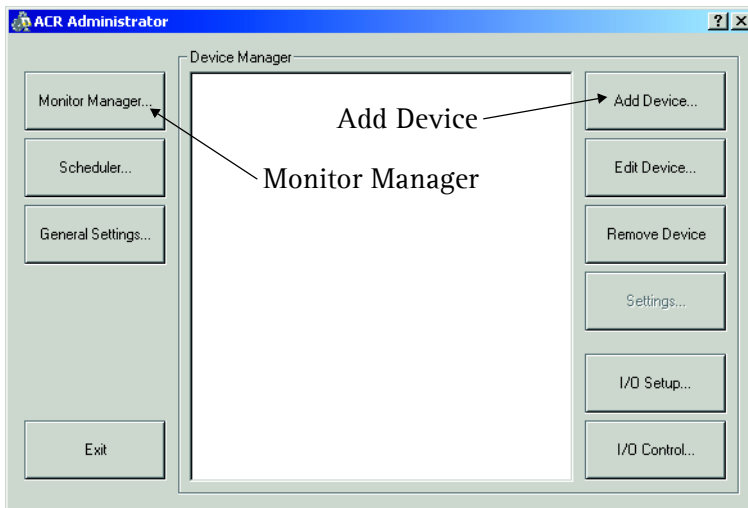 ACR Administrator
Device Manager
Monitor Manager...
Add Device
Add Device...
Scheduler...
Monitor Manager
Edit Device...
General Settings...
Remove Device
Settings...
I/O Setup...
Exit
I/O Control...